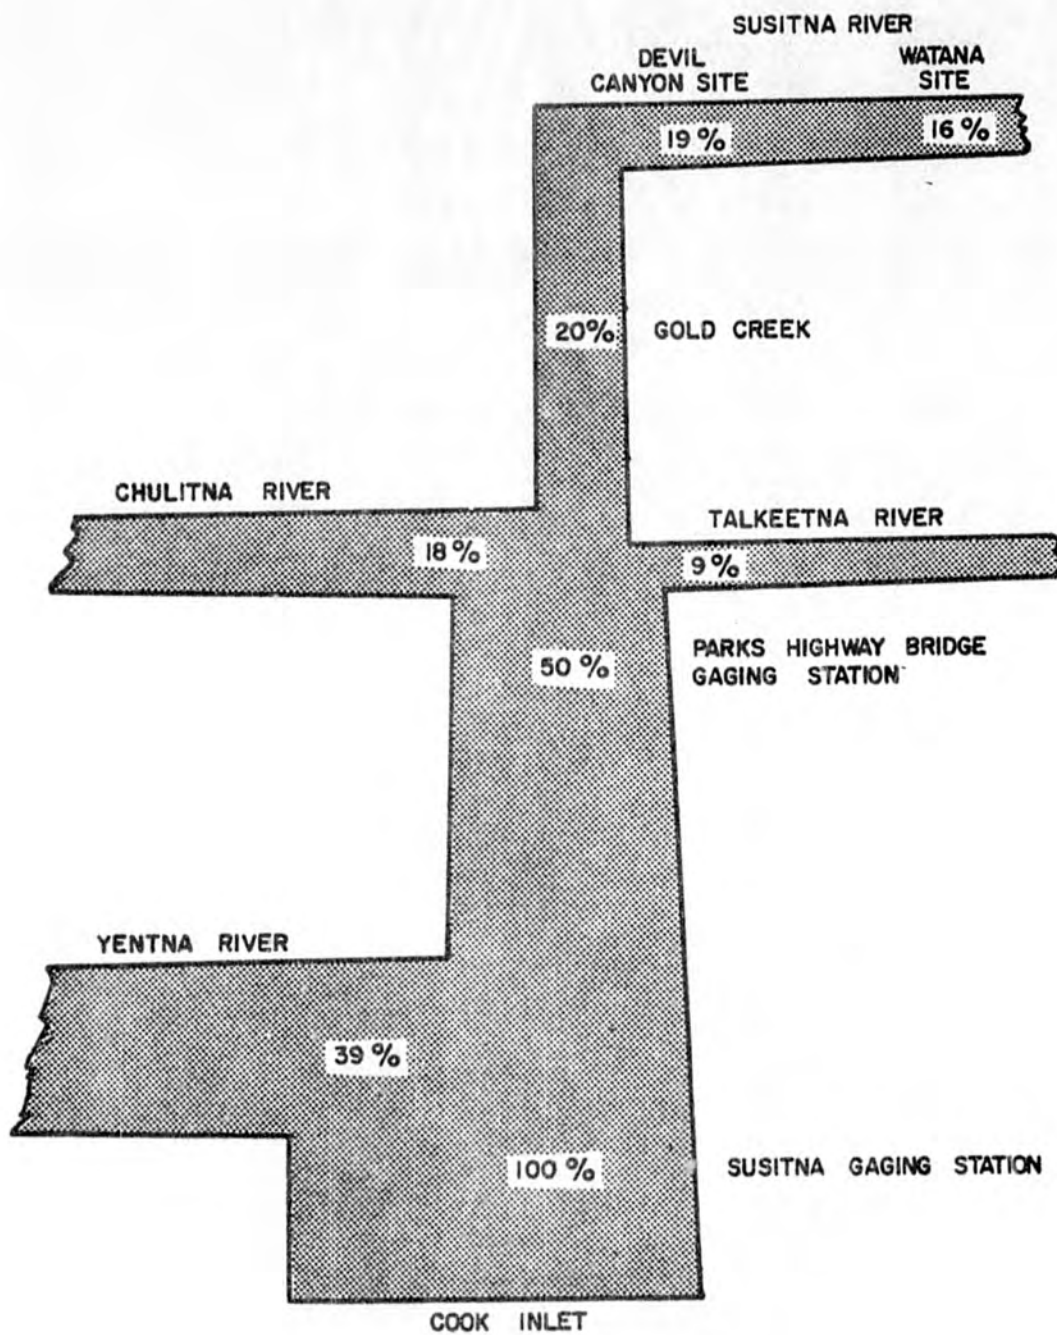 SUSITNA RIVER
DEVIL
CANYON SITE
WATANA
SITE
19%
16%
20%
GOLD CREEK
CHULITNA RIVER
TALKEETNA RIVER
18%
9%
50%
PARKS HIGHWAY BRIDGE
GAGING STATION
YENTNA RIVER
39%
100%
SUSITNA GAGING STATION
COOK INLET